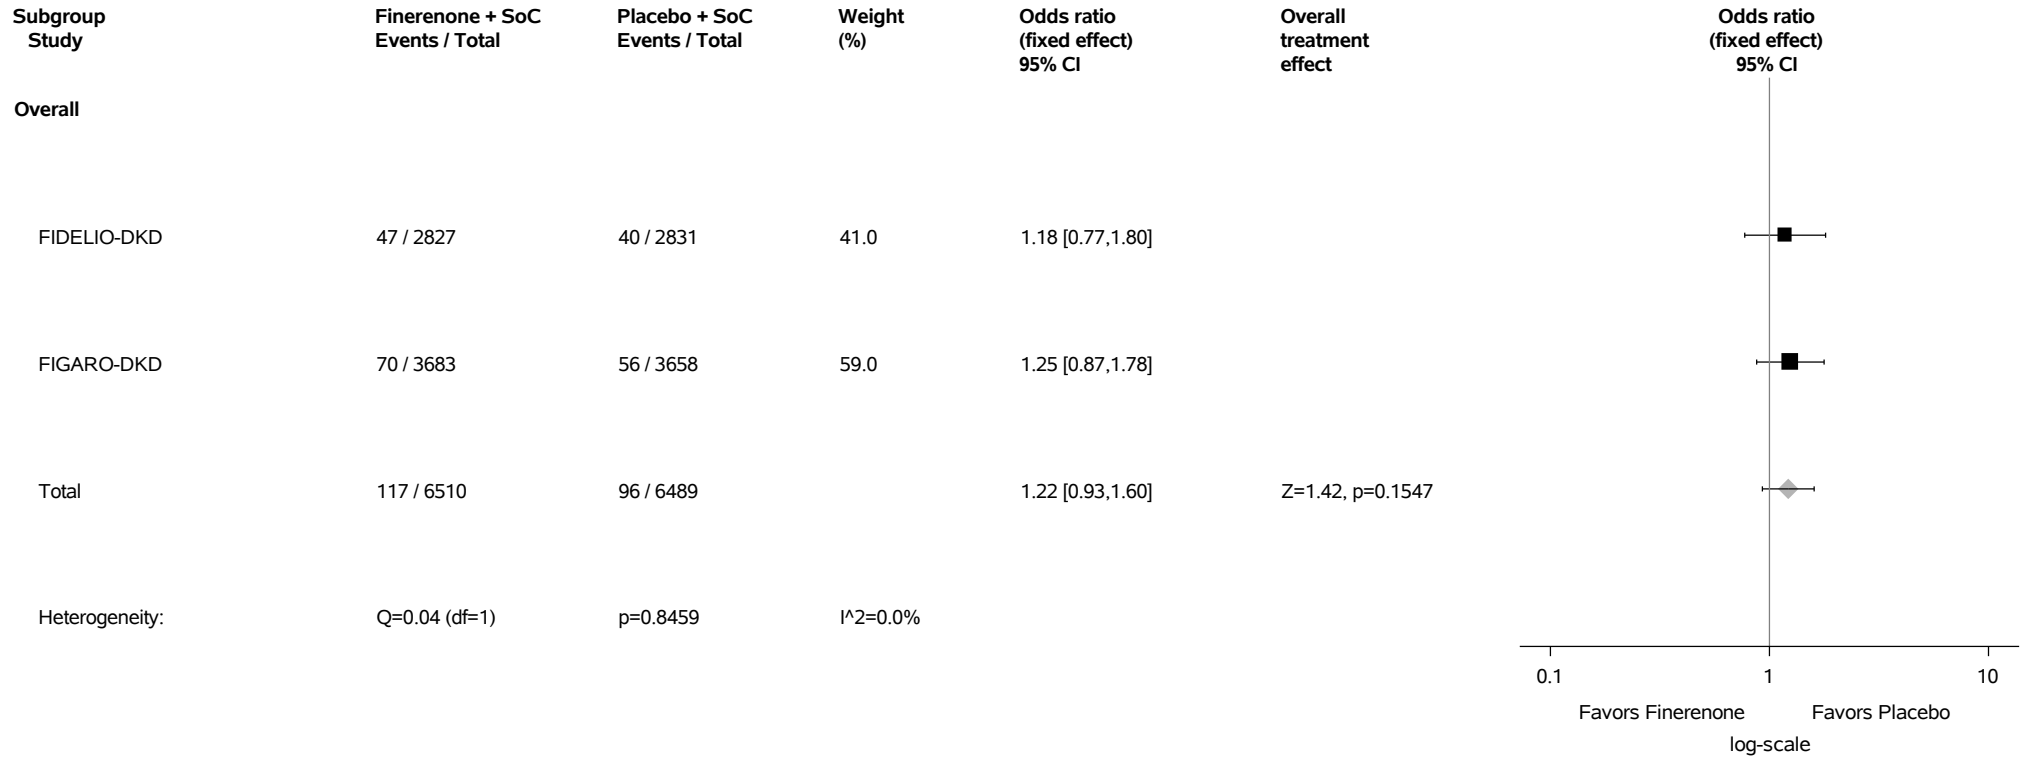 Subgroup Finerenone + SoC Placebo + SoC Weight Odds ratio Overall Odds ratio
Study Events / Total Events / Total (%) (fixed effect) treatment (fixed effect)
95% CI effect 95% CI
Overall
FIDELIO-DKD 47 / 2827 40 / 2831 41.0 1.18 [0.77,1.80]
FIGARO-DKD 70 / 3683 56 / 3658 59.0 1.25 [0.87,1.78]
Total 117 / 6510 96 / 6489 1.22 [0.93,1.60] Z=1.42, p=0.1547
Heterogeneity: Q=0.04 (df=1) p=0.8459 I^2=0.0%
0.1 1 10
Favors Finerenone Favors Placebo
log-scale